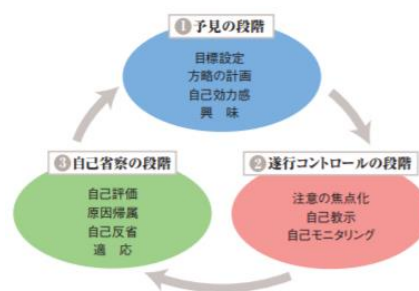 ❶予見の段階
目標設定
方略の計画
自己効力感
興　味
❸自己省察の段階
自己評価
原因帰属
自己反省
適　応
❷遂行コントロールの段階
注意の焦点化
自己教示
自己モニタリング